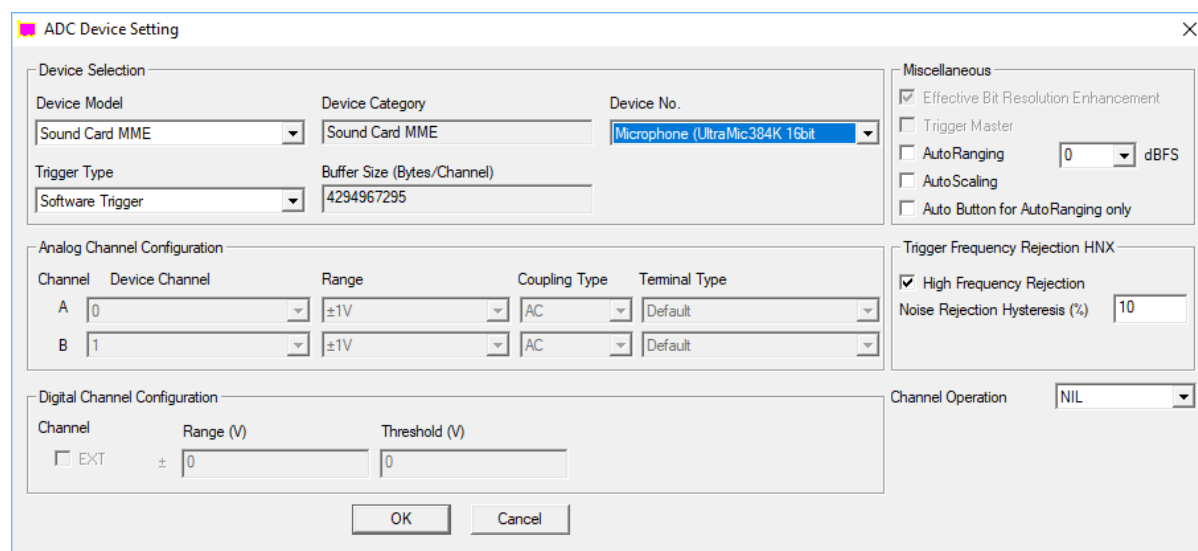 ADC Device Setting
Device Selection
Device Model
Device Category
Device No.
Sound Card MME
Sound Card MME
Microphone (UltraMic384K 16bit
Trigger Type
Buffer Size (Bytes/Channel)
Software Trigger
4294967295
Miscellaneous
Effective Bit Resolution Enhancement
Trigger Master
AutoRanging 0 dBFS
AutoScaling
Auto Button for AutoRanging only
Analog Channel Configuration
Channel Device Channel Range Coupling Type Terminal Type
A 0 ±1V AC Default
B 1 ±1V AC Default
Trigger Frequency Rejection HNX
High Frequency Rejection
Noise Rejection Hysteresis (%) 10
Digital Channel Configuration
Channel Range (V) Threshold (V)
EXT ± 0 0
Channel Operation NIL
OK Cancel